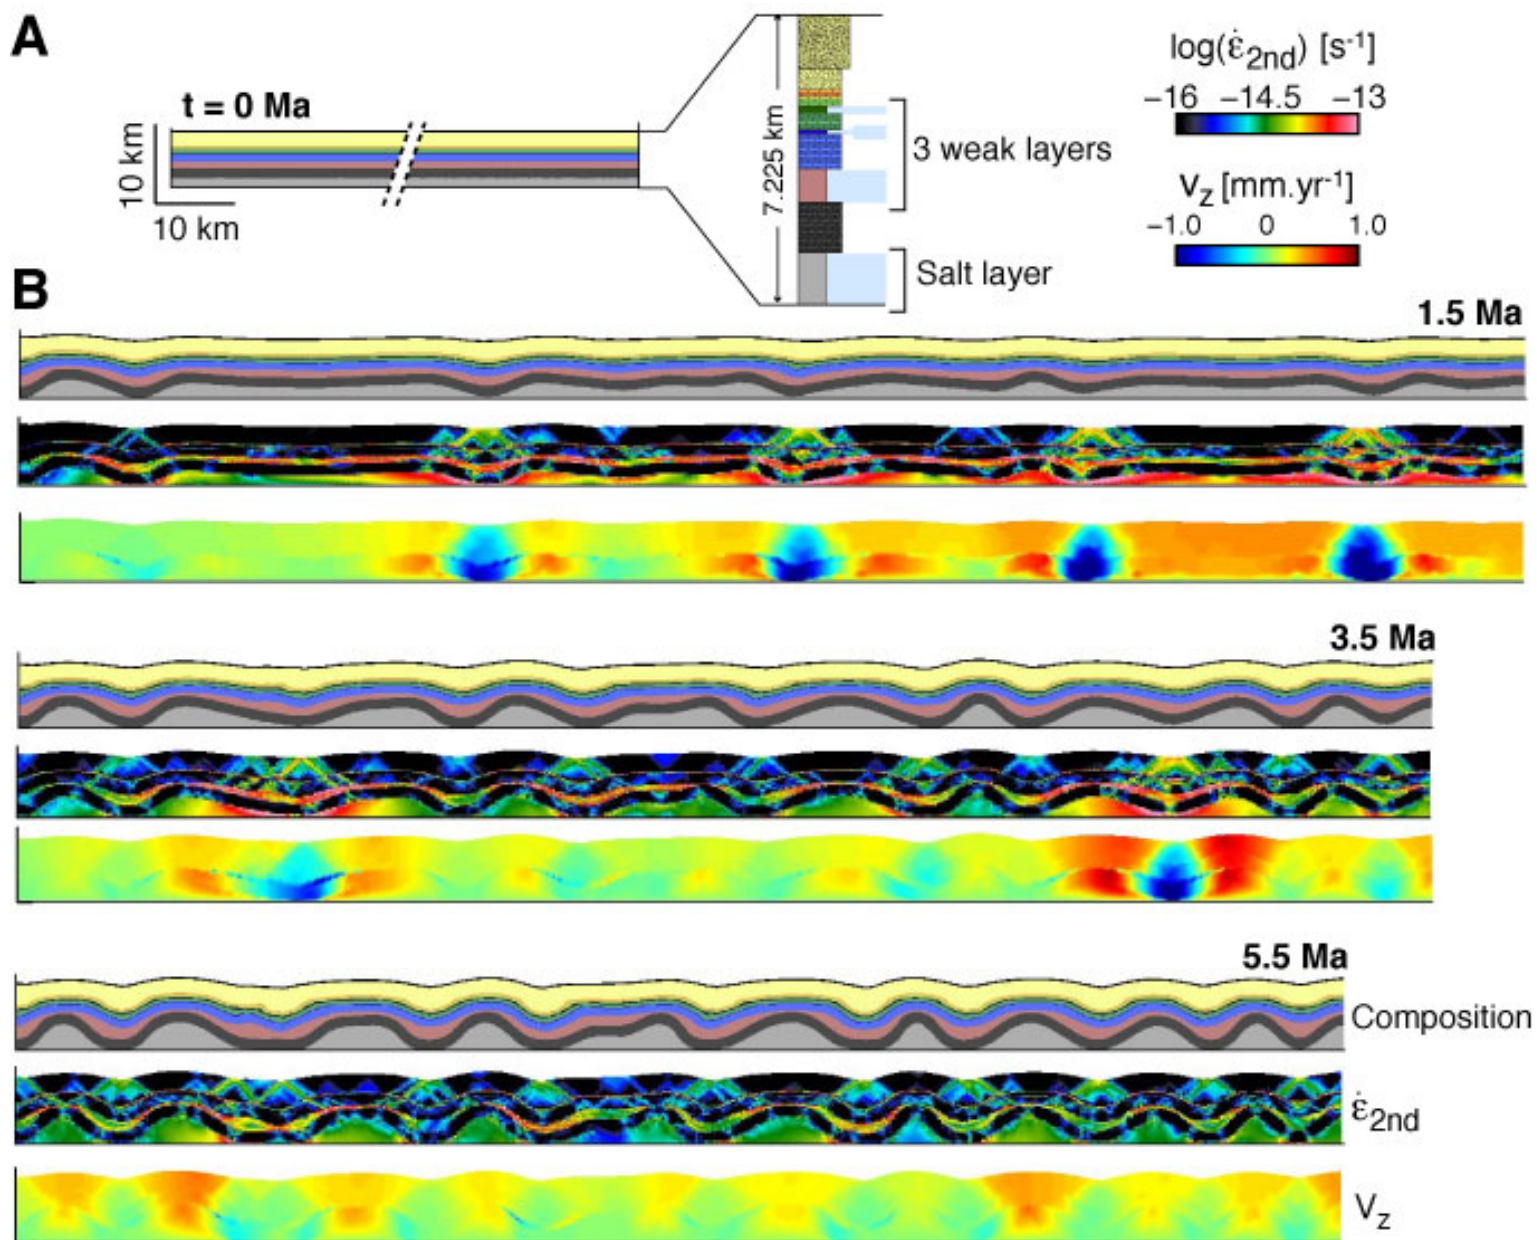 A
t = 0 Ma
10 km
10 km
7.225 km
3 weak layers
Salt layer
log(ε̇2nd) [s-1]
−16 −14.5 −13
Vz [mm.yr-1]
−1.0 0 1.0
B
1.5 Ma
3.5 Ma
5.5 Ma
Composition
ε̇2nd
Vz